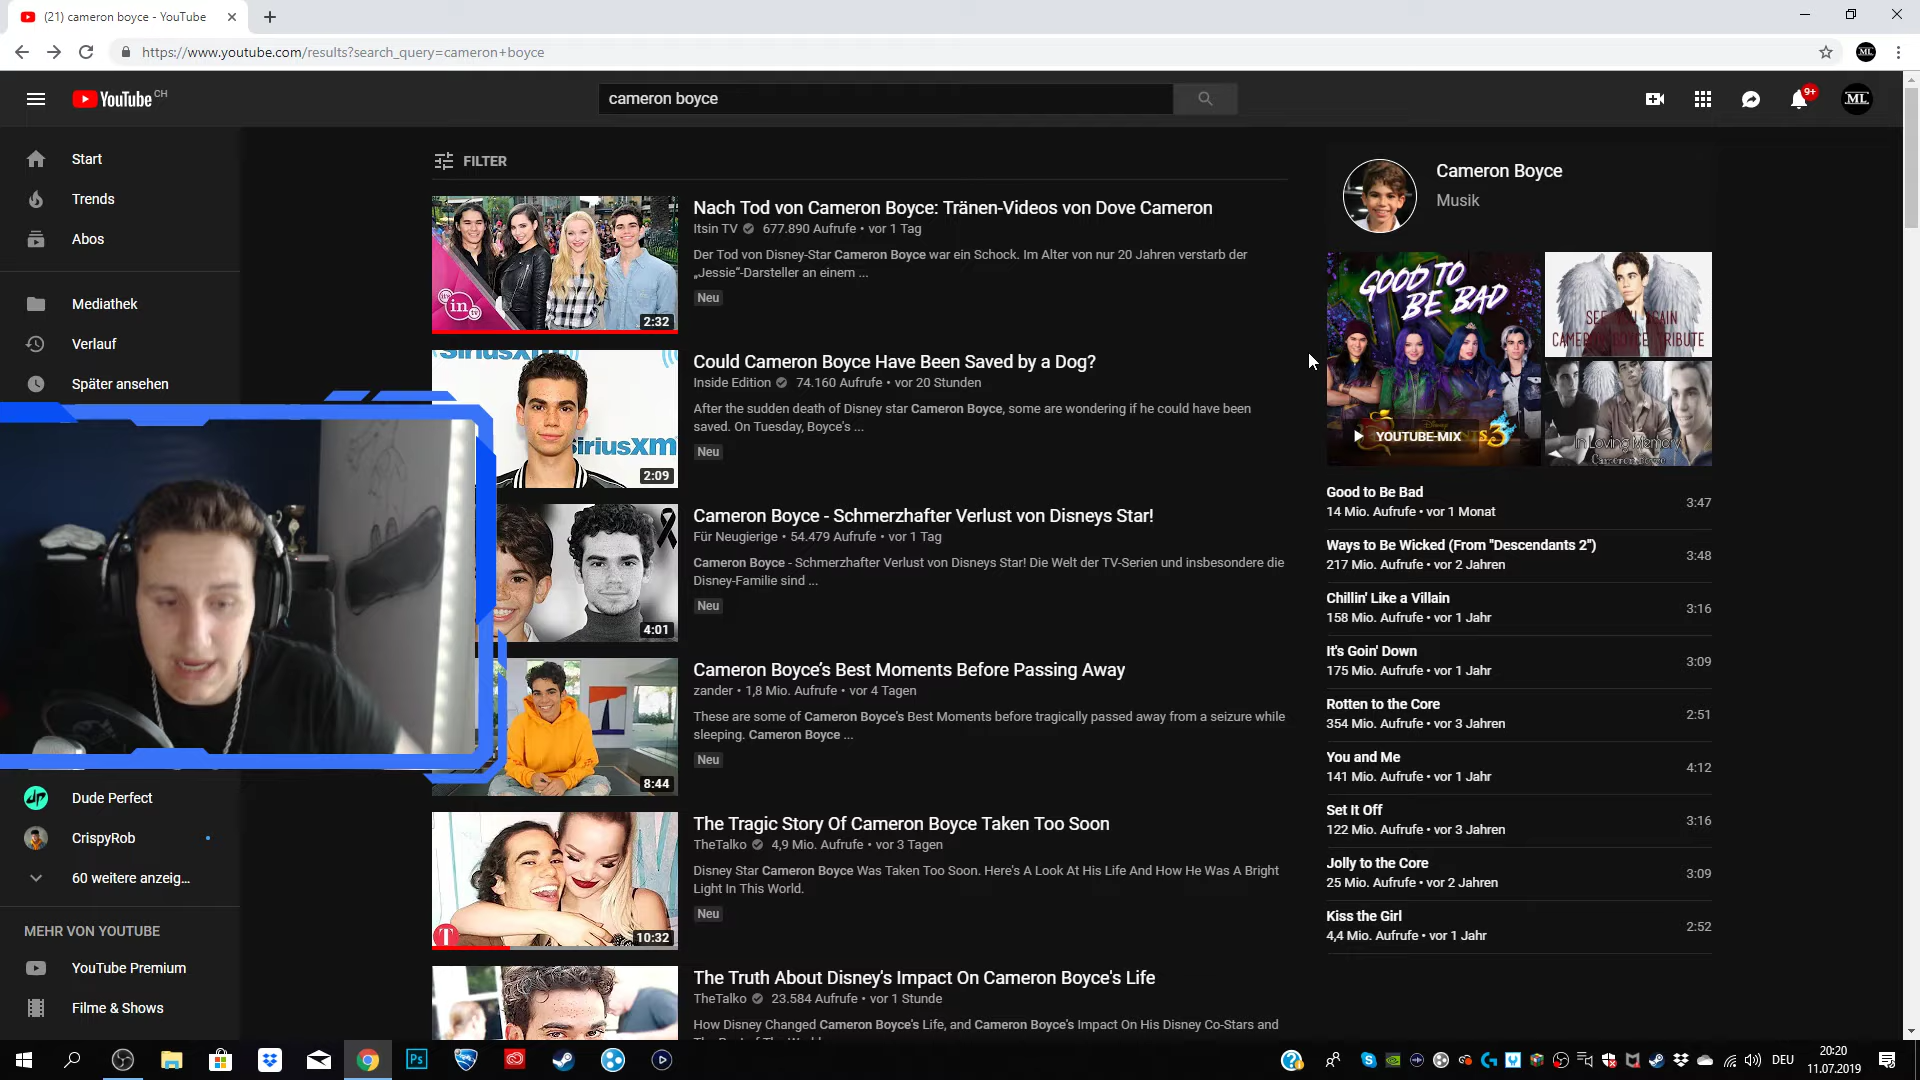 (21) cameron boyce - YouTube
https://www.youtube.com/results?search_query=cameron+boyce
YouTube CH
cameron boyce
9+
ML
Start
Trends
Abos
Mediathek
Verlauf
Später ansehen
Dude Perfect
CrispyRob
60 weitere anzeig...
MEHR VON YOUTUBE
YouTube Premium
Filme & Shows
FILTER
Nach Tod von Cameron Boyce: Tränen-Videos von Dove Cameron
Itsin TV 677.890 Aufrufe • vor 1 Tag
Der Tod von Disney-Star Cameron Boyce war ein Schock. Im Alter von nur 20 Jahren verstarb der
„Jessie“-Darsteller an einem ...
Neu
in
2:32
Could Cameron Boyce Have Been Saved by a Dog?
Inside Edition 74.160 Aufrufe • vor 20 Stunden
After the sudden death of Disney star Cameron Boyce, some are wondering if he could have been
saved. On Tuesday, Boyce's ...
Neu
2:09
Cameron Boyce - Schmerzhafter Verlust von Disneys Star!
Für Neugierige • 54.479 Aufrufe • vor 1 Tag
Cameron Boyce - Schmerzhafter Verlust von Disneys Star! Die Welt der TV-Serien und insbesondere die
Disney-Familie sind ...
Neu
4:01
Cameron Boyce’s Best Moments Before Passing Away
zander • 1,8 Mio. Aufrufe • vor 4 Tagen
These are some of Cameron Boyce's Best Moments before tragically passed away from a seizure while
sleeping. Cameron Boyce ...
Neu
8:44
The Tragic Story Of Cameron Boyce Taken Too Soon
TheTalko 4,9 Mio. Aufrufe • vor 3 Tagen
Disney Star Cameron Boyce Was Taken Too Soon. Here's A Look At His Life And How He Was A Bright
Light In This World.
Neu
T
10:32
The Truth About Disney's Impact On Cameron Boyce's Life
TheTalko 23.584 Aufrufe • vor 1 Stunde
How Disney Changed Cameron Boyce's Life, and Cameron Boyce's Impact On His Disney Co-Stars and
Cameron Boyce
Musik
GOOD TO
BE BAD
YOUTUBE-MIX
In Loving Memory
Cameron boyce
Good to Be Bad
14 Mio. Aufrufe • vor 1 Monat
3:47
Ways to Be Wicked (From "Descendants 2")
217 Mio. Aufrufe • vor 2 Jahren
3:48
Chillin' Like a Villain
158 Mio. Aufrufe • vor 1 Jahr
3:16
It's Goin' Down
175 Mio. Aufrufe • vor 1 Jahr
3:09
Rotten to the Core
354 Mio. Aufrufe • vor 3 Jahren
2:51
You and Me
141 Mio. Aufrufe • vor 1 Jahr
4:12
Set It Off
122 Mio. Aufrufe • vor 3 Jahren
3:16
Jolly to the Core
25 Mio. Aufrufe • vor 2 Jahren
3:09
Kiss the Girl
4,4 Mio. Aufrufe • vor 1 Jahr
2:52
Ps
DEU
20:20
11.07.2019